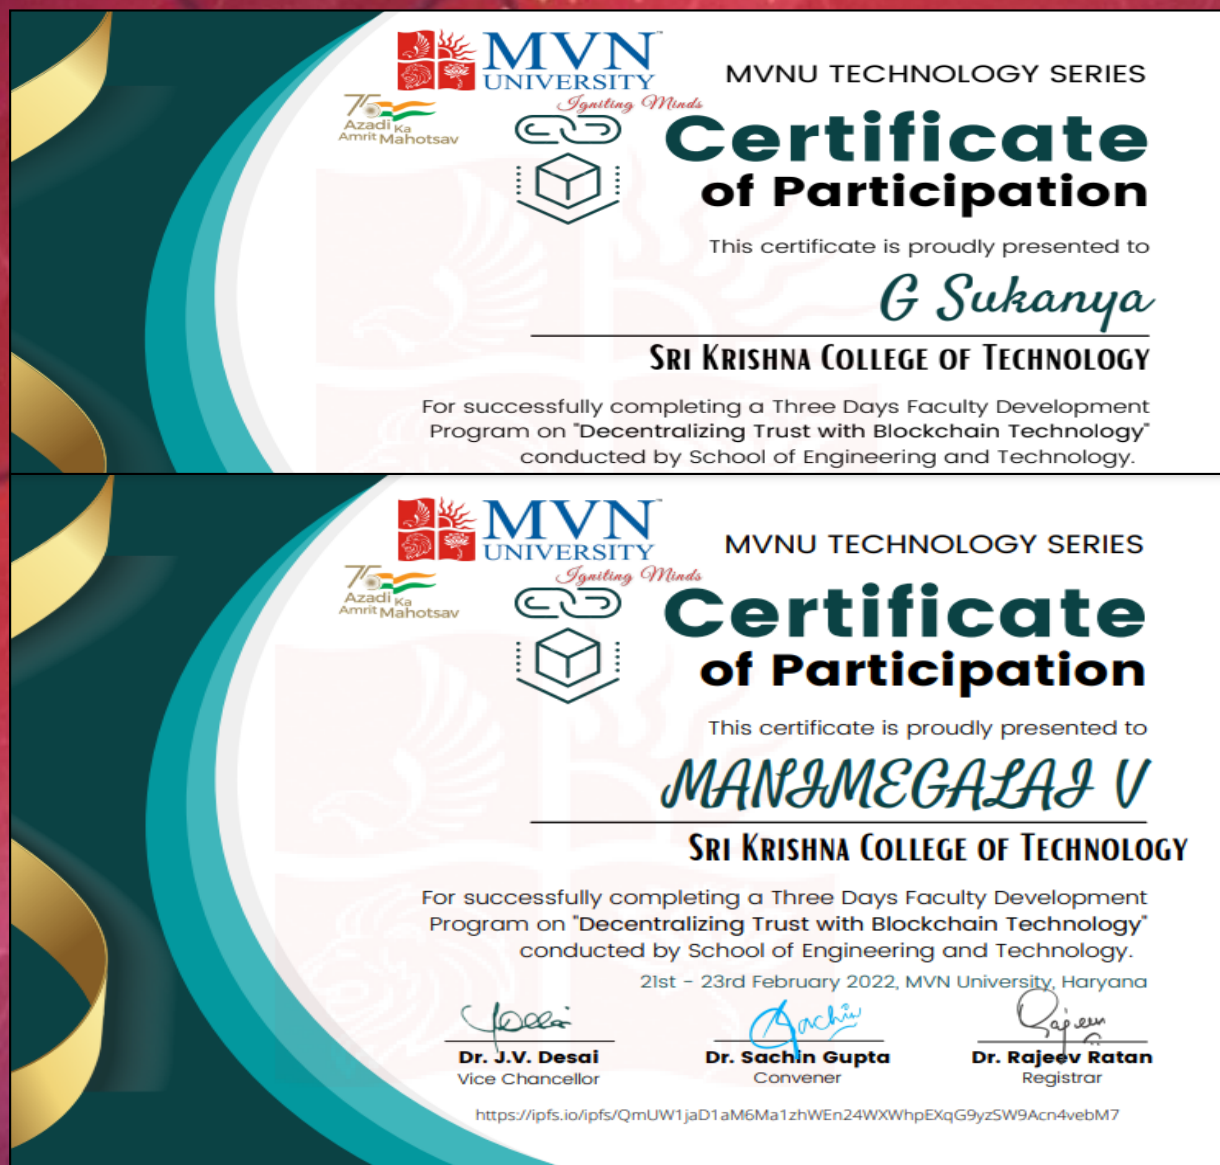 MVN
UNIVERSITY
Igniting Minds
75
Azadi Ka
Amrit Mahotsav
MVNU TECHNOLOGY SERIES
Certificate
of Participation
This certificate is proudly presented to
G Sukanya
SRI KRISHNA COLLEGE OF TECHNOLOGY
For successfully completing a Three Days Faculty Development
Program on "Decentralizing Trust with Blockchain Technology"
conducted by School of Engineering and Technology.
MVN
UNIVERSITY
Igniting Minds
75
Azadi Ka
Amrit Mahotsav
MVNU TECHNOLOGY SERIES
Certificate
of Participation
This certificate is proudly presented to
MANIMEGALAI V
SRI KRISHNA COLLEGE OF TECHNOLOGY
For successfully completing a Three Days Faculty Development
Program on "Decentralizing Trust with Blockchain Technology"
conducted by School of Engineering and Technology.
21st - 23rd February 2022, MVN University, Haryana
Sachin
Rajeev
Dr. J.V. Desai
Vice Chancellor
Dr. Sachin Gupta
Convener
Dr. Rajeev Ratan
Registrar
https://ipfs.io/ipfs/QmUW1jaD1aM6Ma1zhWEn24WXWhpEXqG9yzSW9Acn4vebM7